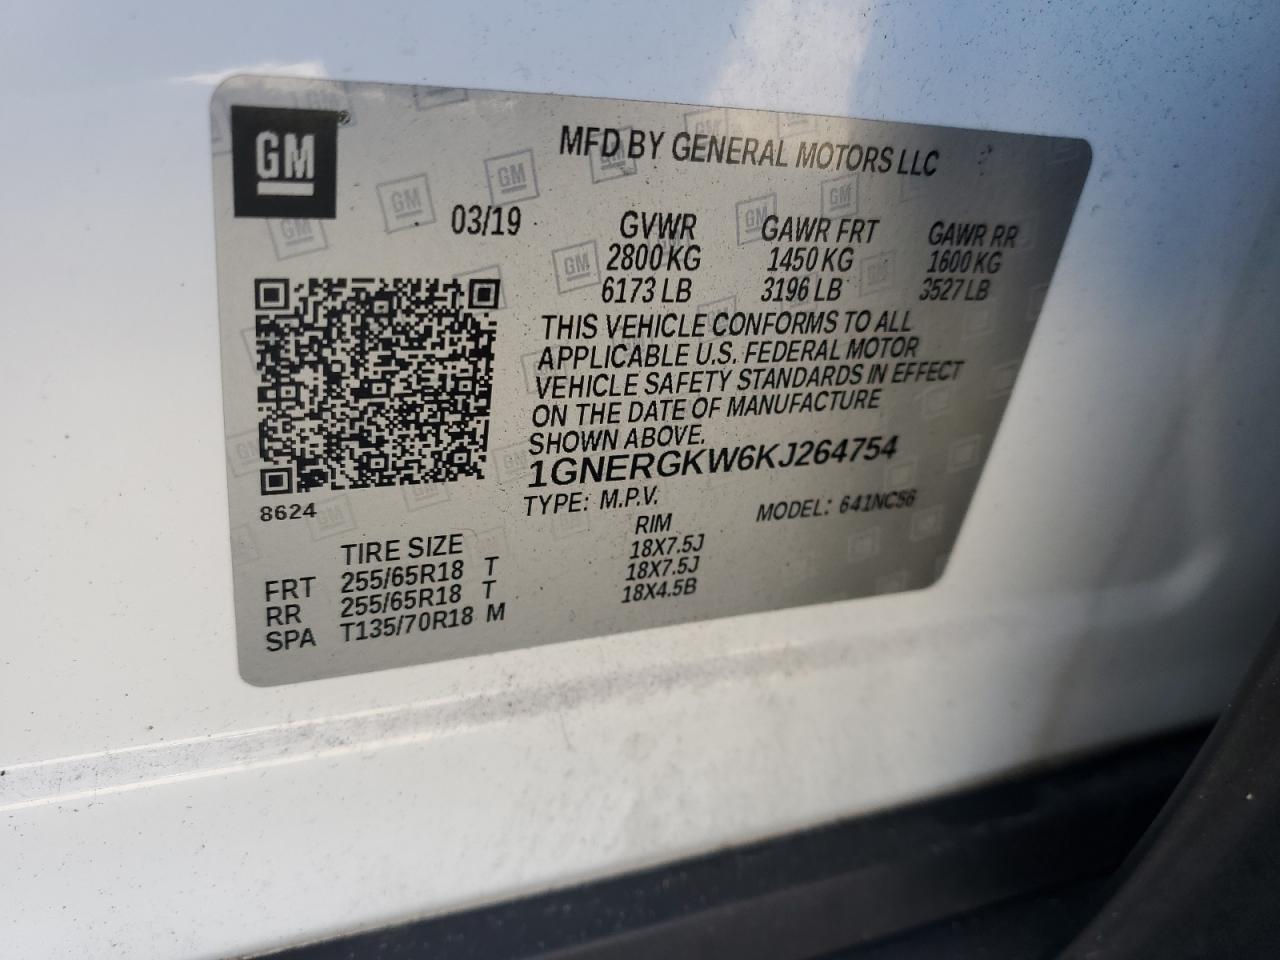 GM
MFD BY GENERAL MOTORS LLC
03/19 GVWR GAWR FRT GAWR RR
2800 KG 1450 KG 1600 KG
6173 LB 3196 LB 3527 LB
THIS VEHICLE CONFORMS TO ALL
APPLICABLE U.S. FEDERAL MOTOR
VEHICLE SAFETY STANDARDS IN EFFECT
ON THE DATE OF MANUFACTURE
SHOWN ABOVE.
1GNERGKW6KJ264754
TYPE: M.P.V. MODEL: 641NC56
8624
TIRE SIZE RIM
FRT 255/65R18 T 18X7.5J
RR 255/65R18 T 18X7.5J
SPA T135/70R18 M 18X4.5B